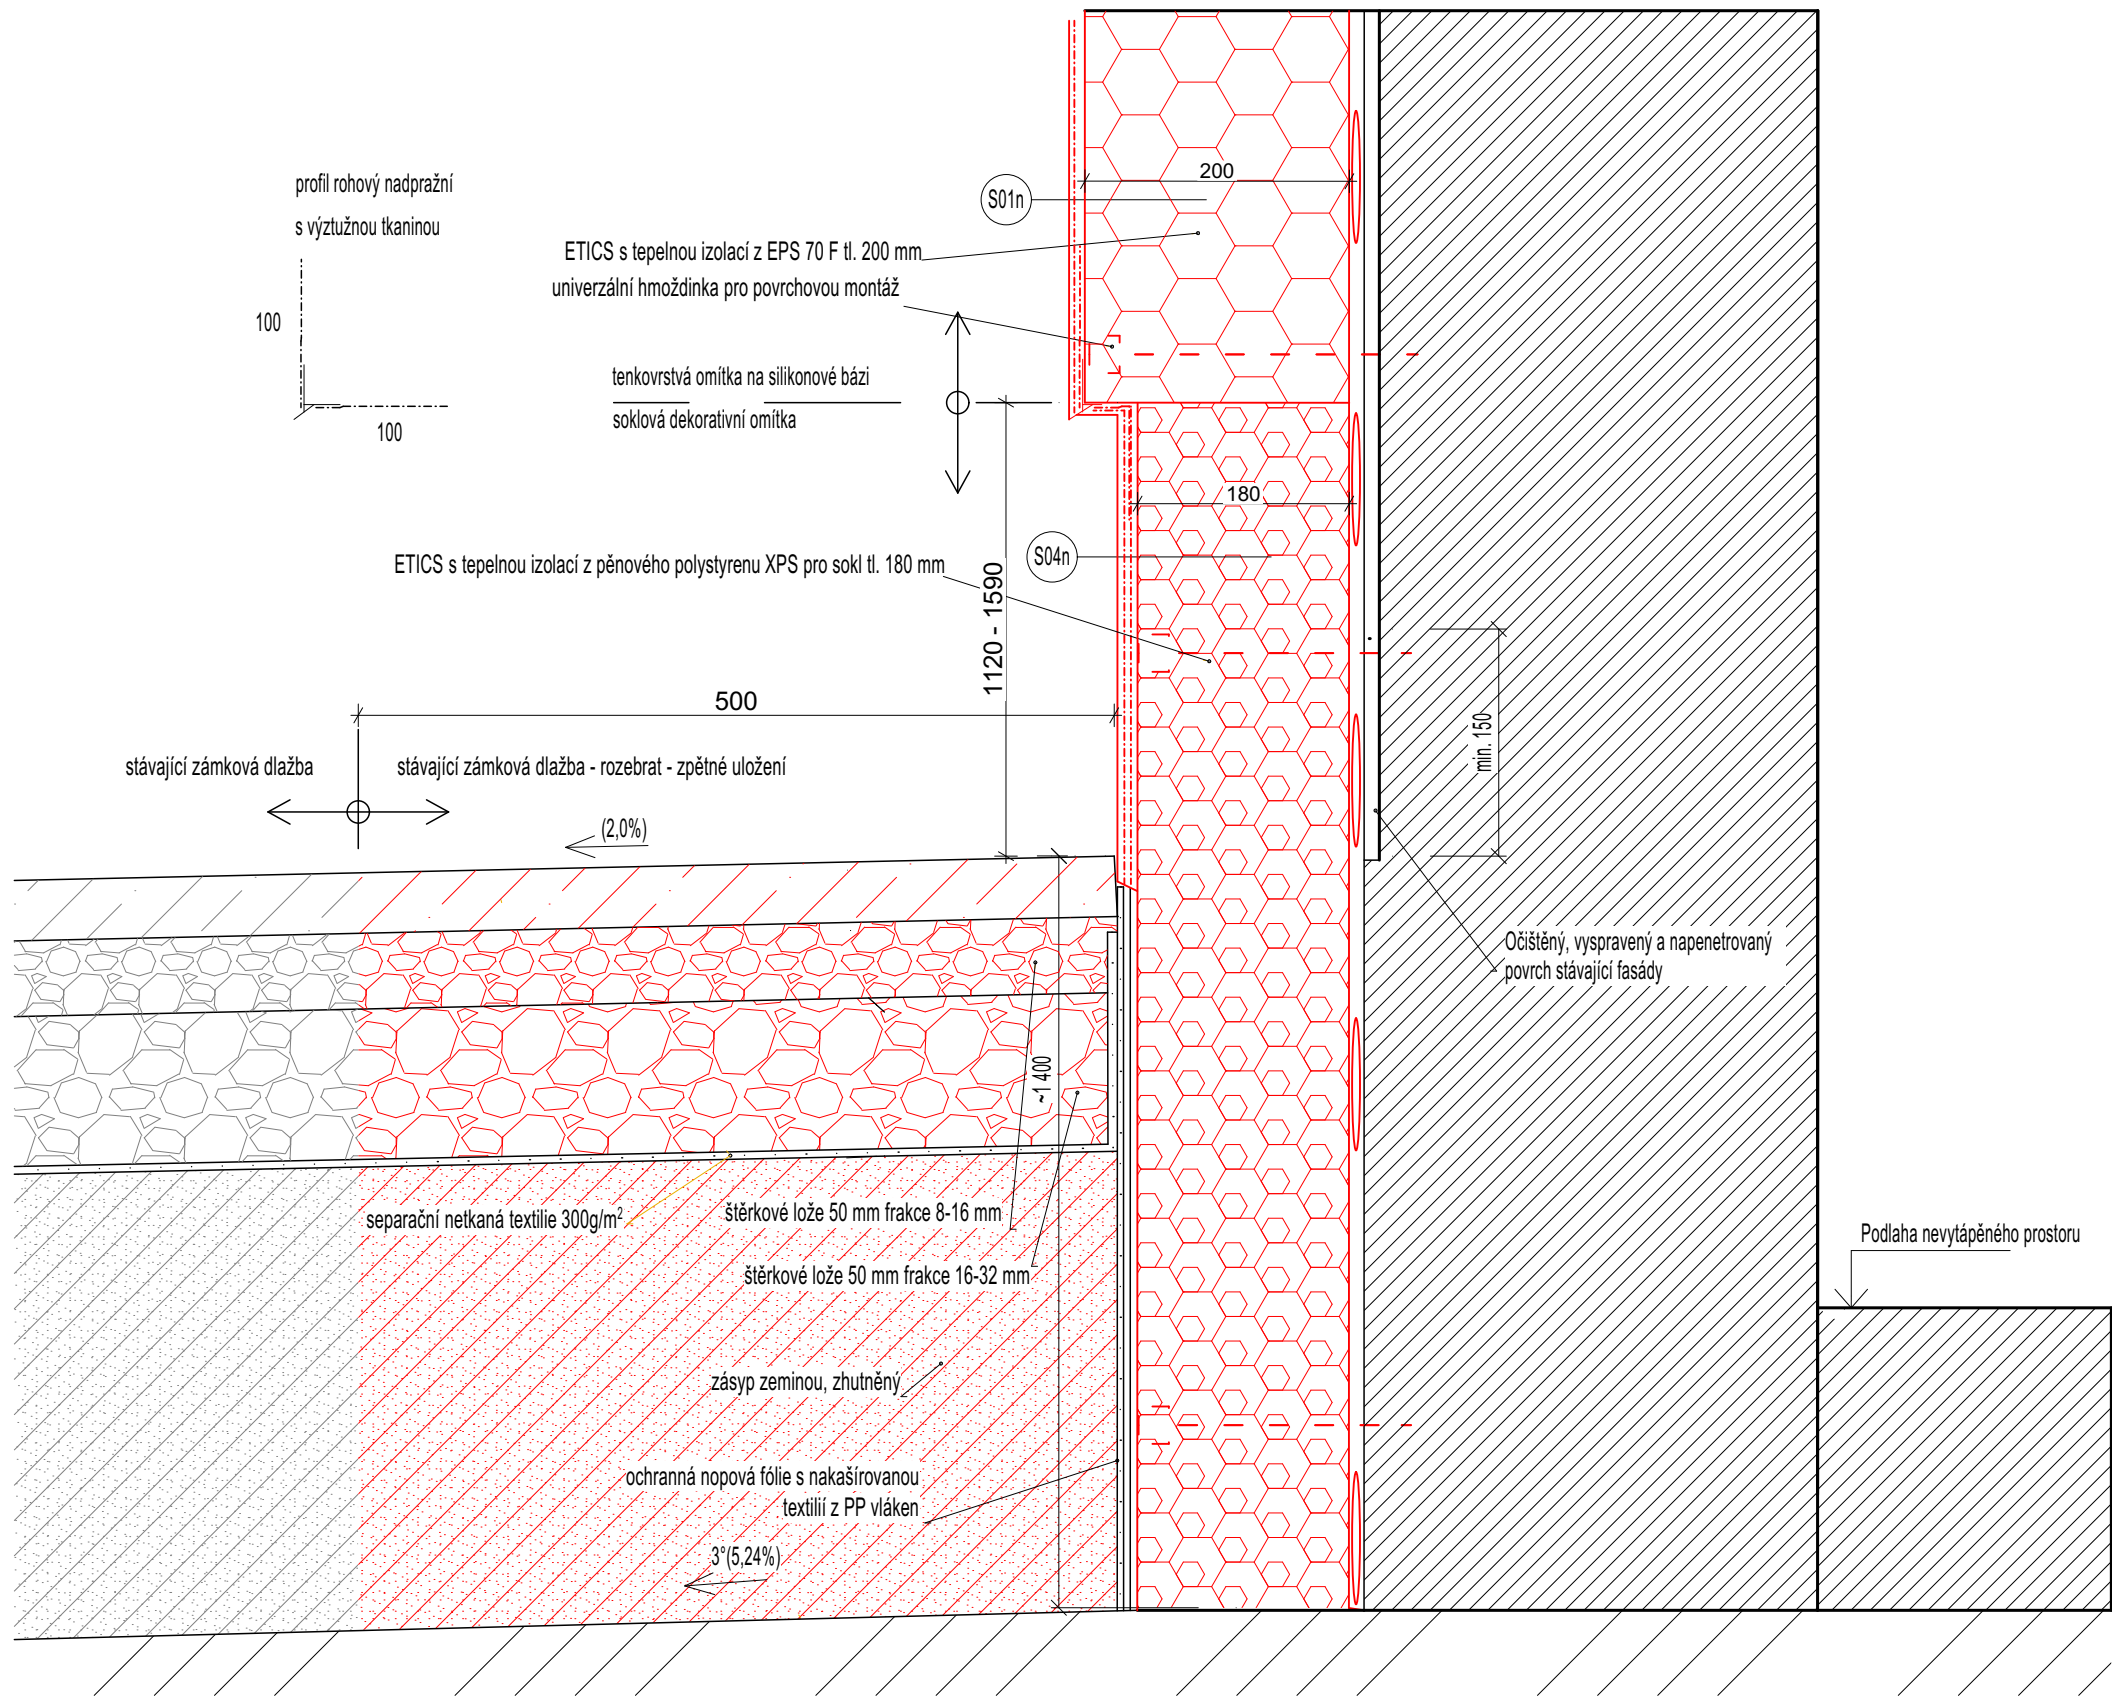 profil rohový nadpražní
s výztužnou tkaninou
100
100
200
S01n
ETICS s tepelnou izolací z EPS 70 F tl. 200 mm
univerzální hmoždinka pro povrchovou montáž
tenkovrstvá omítka na silikonové bázi
soklová dekorativní omítka
180
S04n
ETICS s tepelnou izolací z pěnového polystyrenu XPS pro sokl tl. 180 mm
1120 - 1590
500
min. 150
stávající zámková dlažba
stávající zámková dlažba - rozebrat - zpětné uložení
(2,0%)
Očištěný, vyspravený a napenetrovaný
povrch stávající fasády
~1 400
separační netkaná textilie 300g/m²
štěrkové lože 50 mm frakce 8-16 mm
štěrkové lože 50 mm frakce 16-32 mm
Podlaha nevytápěného prostoru
zásyp zeminou, zhutněný
ochranná nopová fólie s nakašírovanou
textilií z PP vláken
3°(5,24%)